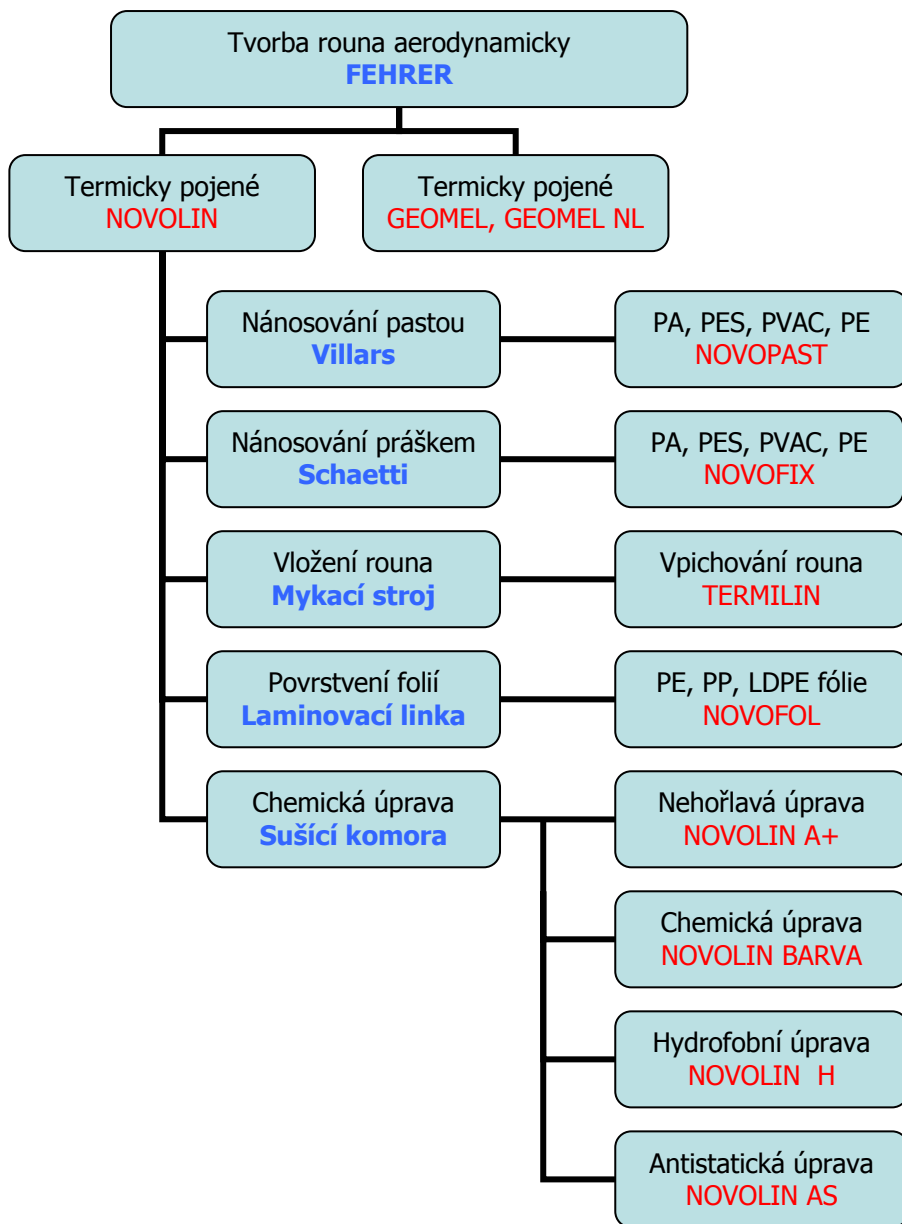 Tvorba rouna aerodynamicky
FEHRER
Termicky pojené
NOVOLIN
Termicky pojené
GEOMEL, GEOMEL NL
Nánosování pastou
Villars
PA, PES, PVAC, PE
NOVOPAST
Nánosování práškem
Schaetti
PA, PES, PVAC, PE
NOVOFIX
Vložení rouna
Mykací stroj
Vpichování rouna
TERMILIN
Povrstvení folií
Laminovací linka
PE, PP, LDPE fólie
NOVOFOL
Chemická úprava
Sušící komora
Nehořlavá úprava
NOVOLIN A+
Chemická úprava
NOVOLIN BARVA
Hydrofobní úprava
NOVOLIN  H
Antistatická úprava
NOVOLIN AS